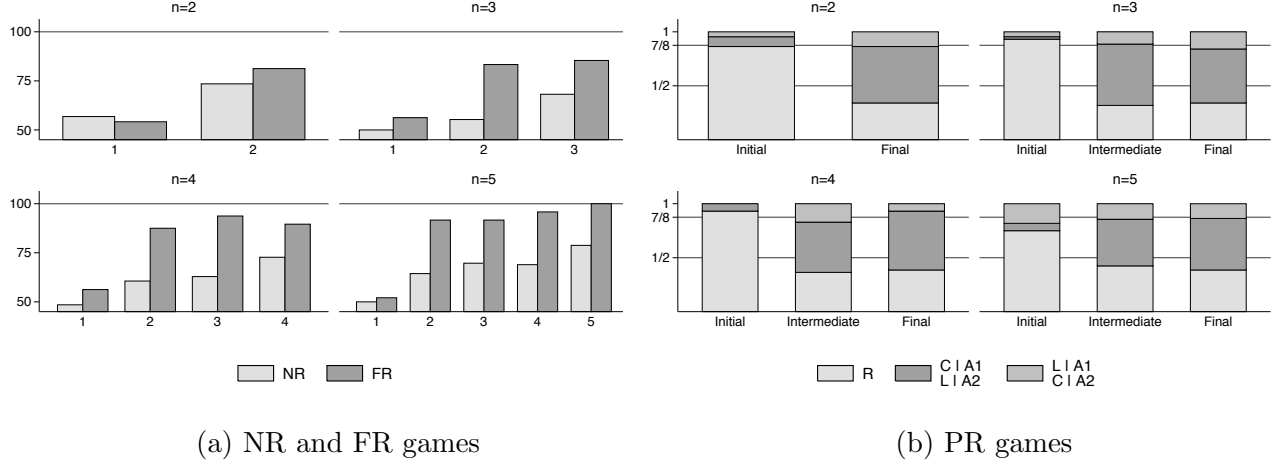 n=2
n=3
100
75
50
1
2
1
2
3
n=4
n=5
100
75
50
1
2
3
4
1
2
3
4
5
NR
FR
(a) NR and FR games
n=2
n=3
1
7/8
1/2
Initial
Final
Initial
Intermediate
Final
n=4
n=5
1
7/8
1/2
Initial
Intermediate
Final
Initial
Intermediate
Final
R
C | A1
L | A2
L | A1
C | A2
(b) PR games